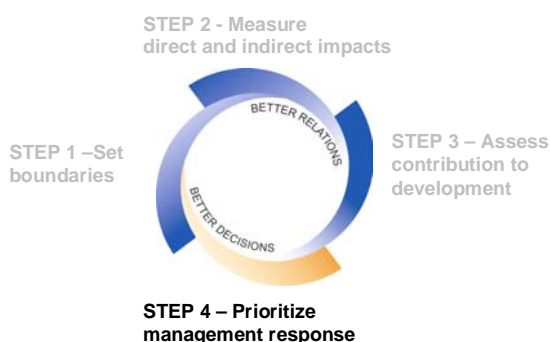 STEP 2 - Measure
direct and indirect impacts
BETTER RELATIONS
STEP 1 –Set
boundaries
STEP 3 – Assess
contribution to
development
BETTER DECISIONS
STEP 4 – Prioritize
management response